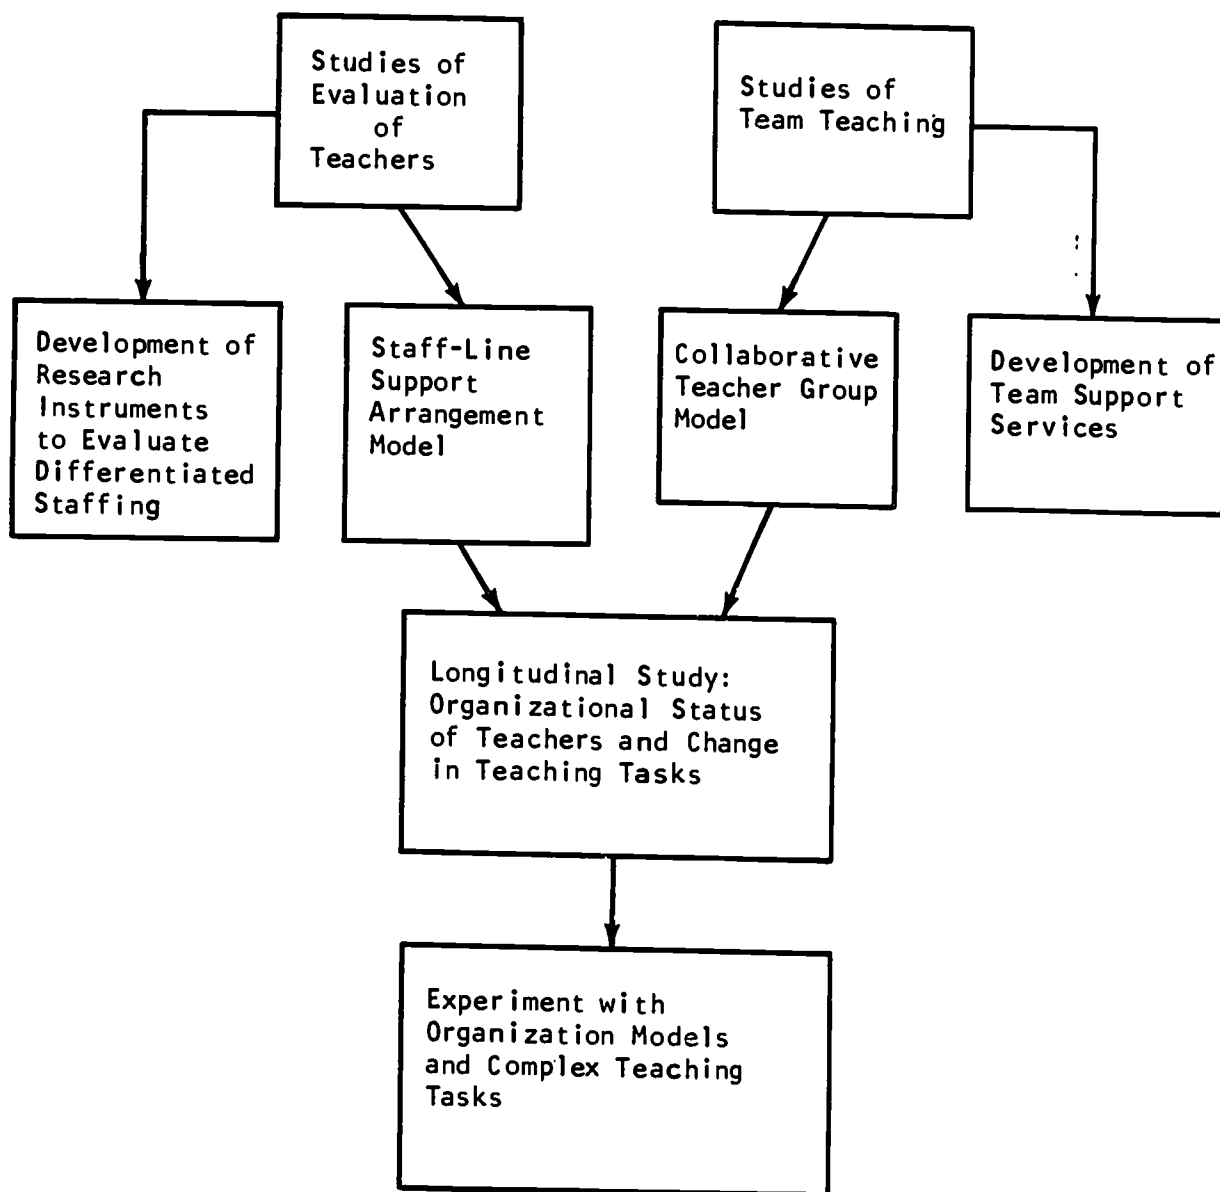 Studies of
Evaluation
of
Teachers
Studies of
Team Teaching
Development of
Research
Instruments
to Evaluate
Differentiated
Staffing
Staff-Line
Support
Arrangement
Model
Collaborative
Teacher Group
Model
Development of
Team Support
Services
Longitudinal Study:
Organizational Status
of Teachers and Change
in Teaching Tasks
Experiment with
Organization Models
and Complex Teaching
Tasks